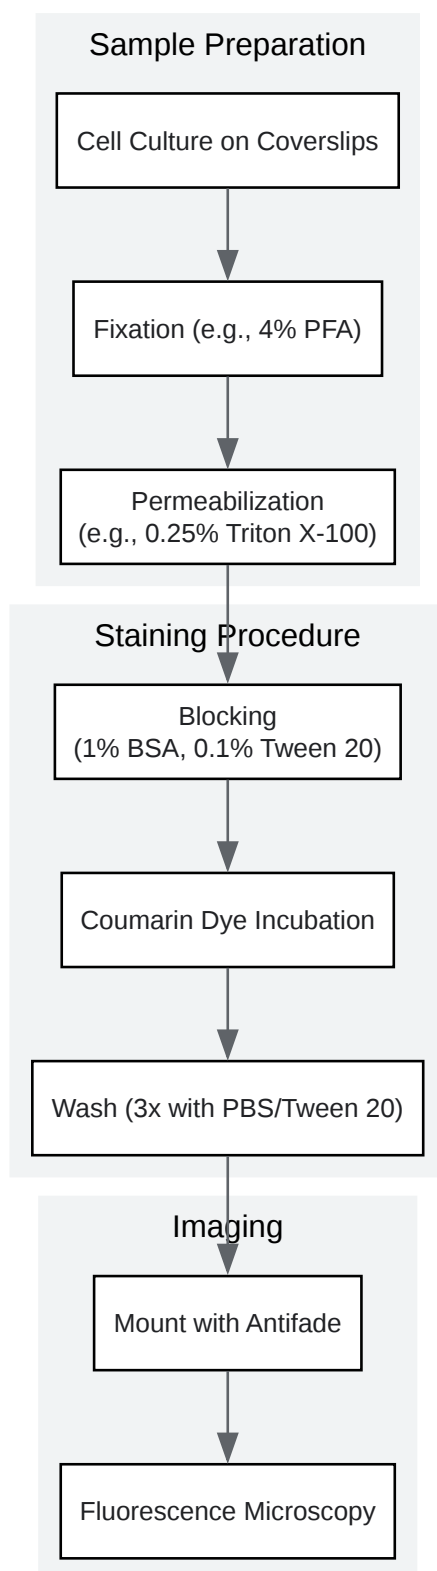 Sample Preparation
Cell Culture on Coverslips
Fixation (e.g., 4% PFA)
Permeabilization
(e.g., 0.25% Triton X-100)
Staining Procedure
Blocking
(1% BSA, 0.1% Tween 20)
Coumarin Dye Incubation
Wash (3x with PBS/Tween 20)
Imaging
Mount with Antifade
Fluorescence Microscopy